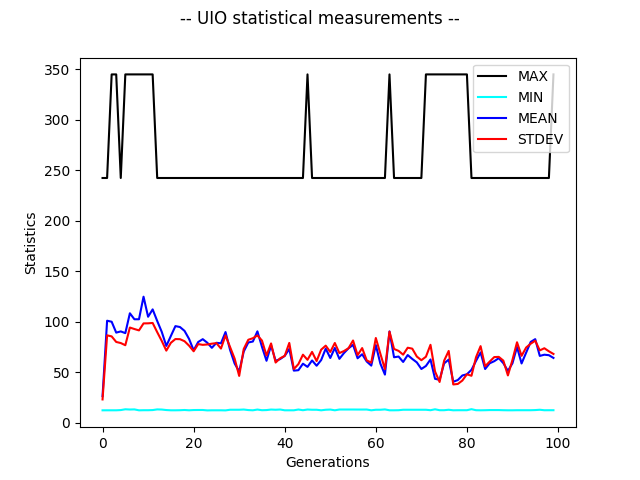 -- UIO statistical measurements --
350
300
250
200
150
100
50
0
Statistics
MAX
MIN
MEAN
STDEV
0 20 40 60 80 100
Generations